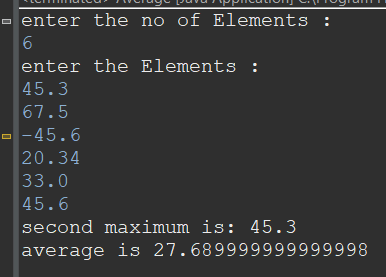 <terminated> Average [Java Application] C:\Program
enter the no of Elements :
6
enter the Elements :
45.3
67.5
-45.6
20.34
33.0
45.6
second maximum is: 45.3
average is 27.689999999999998